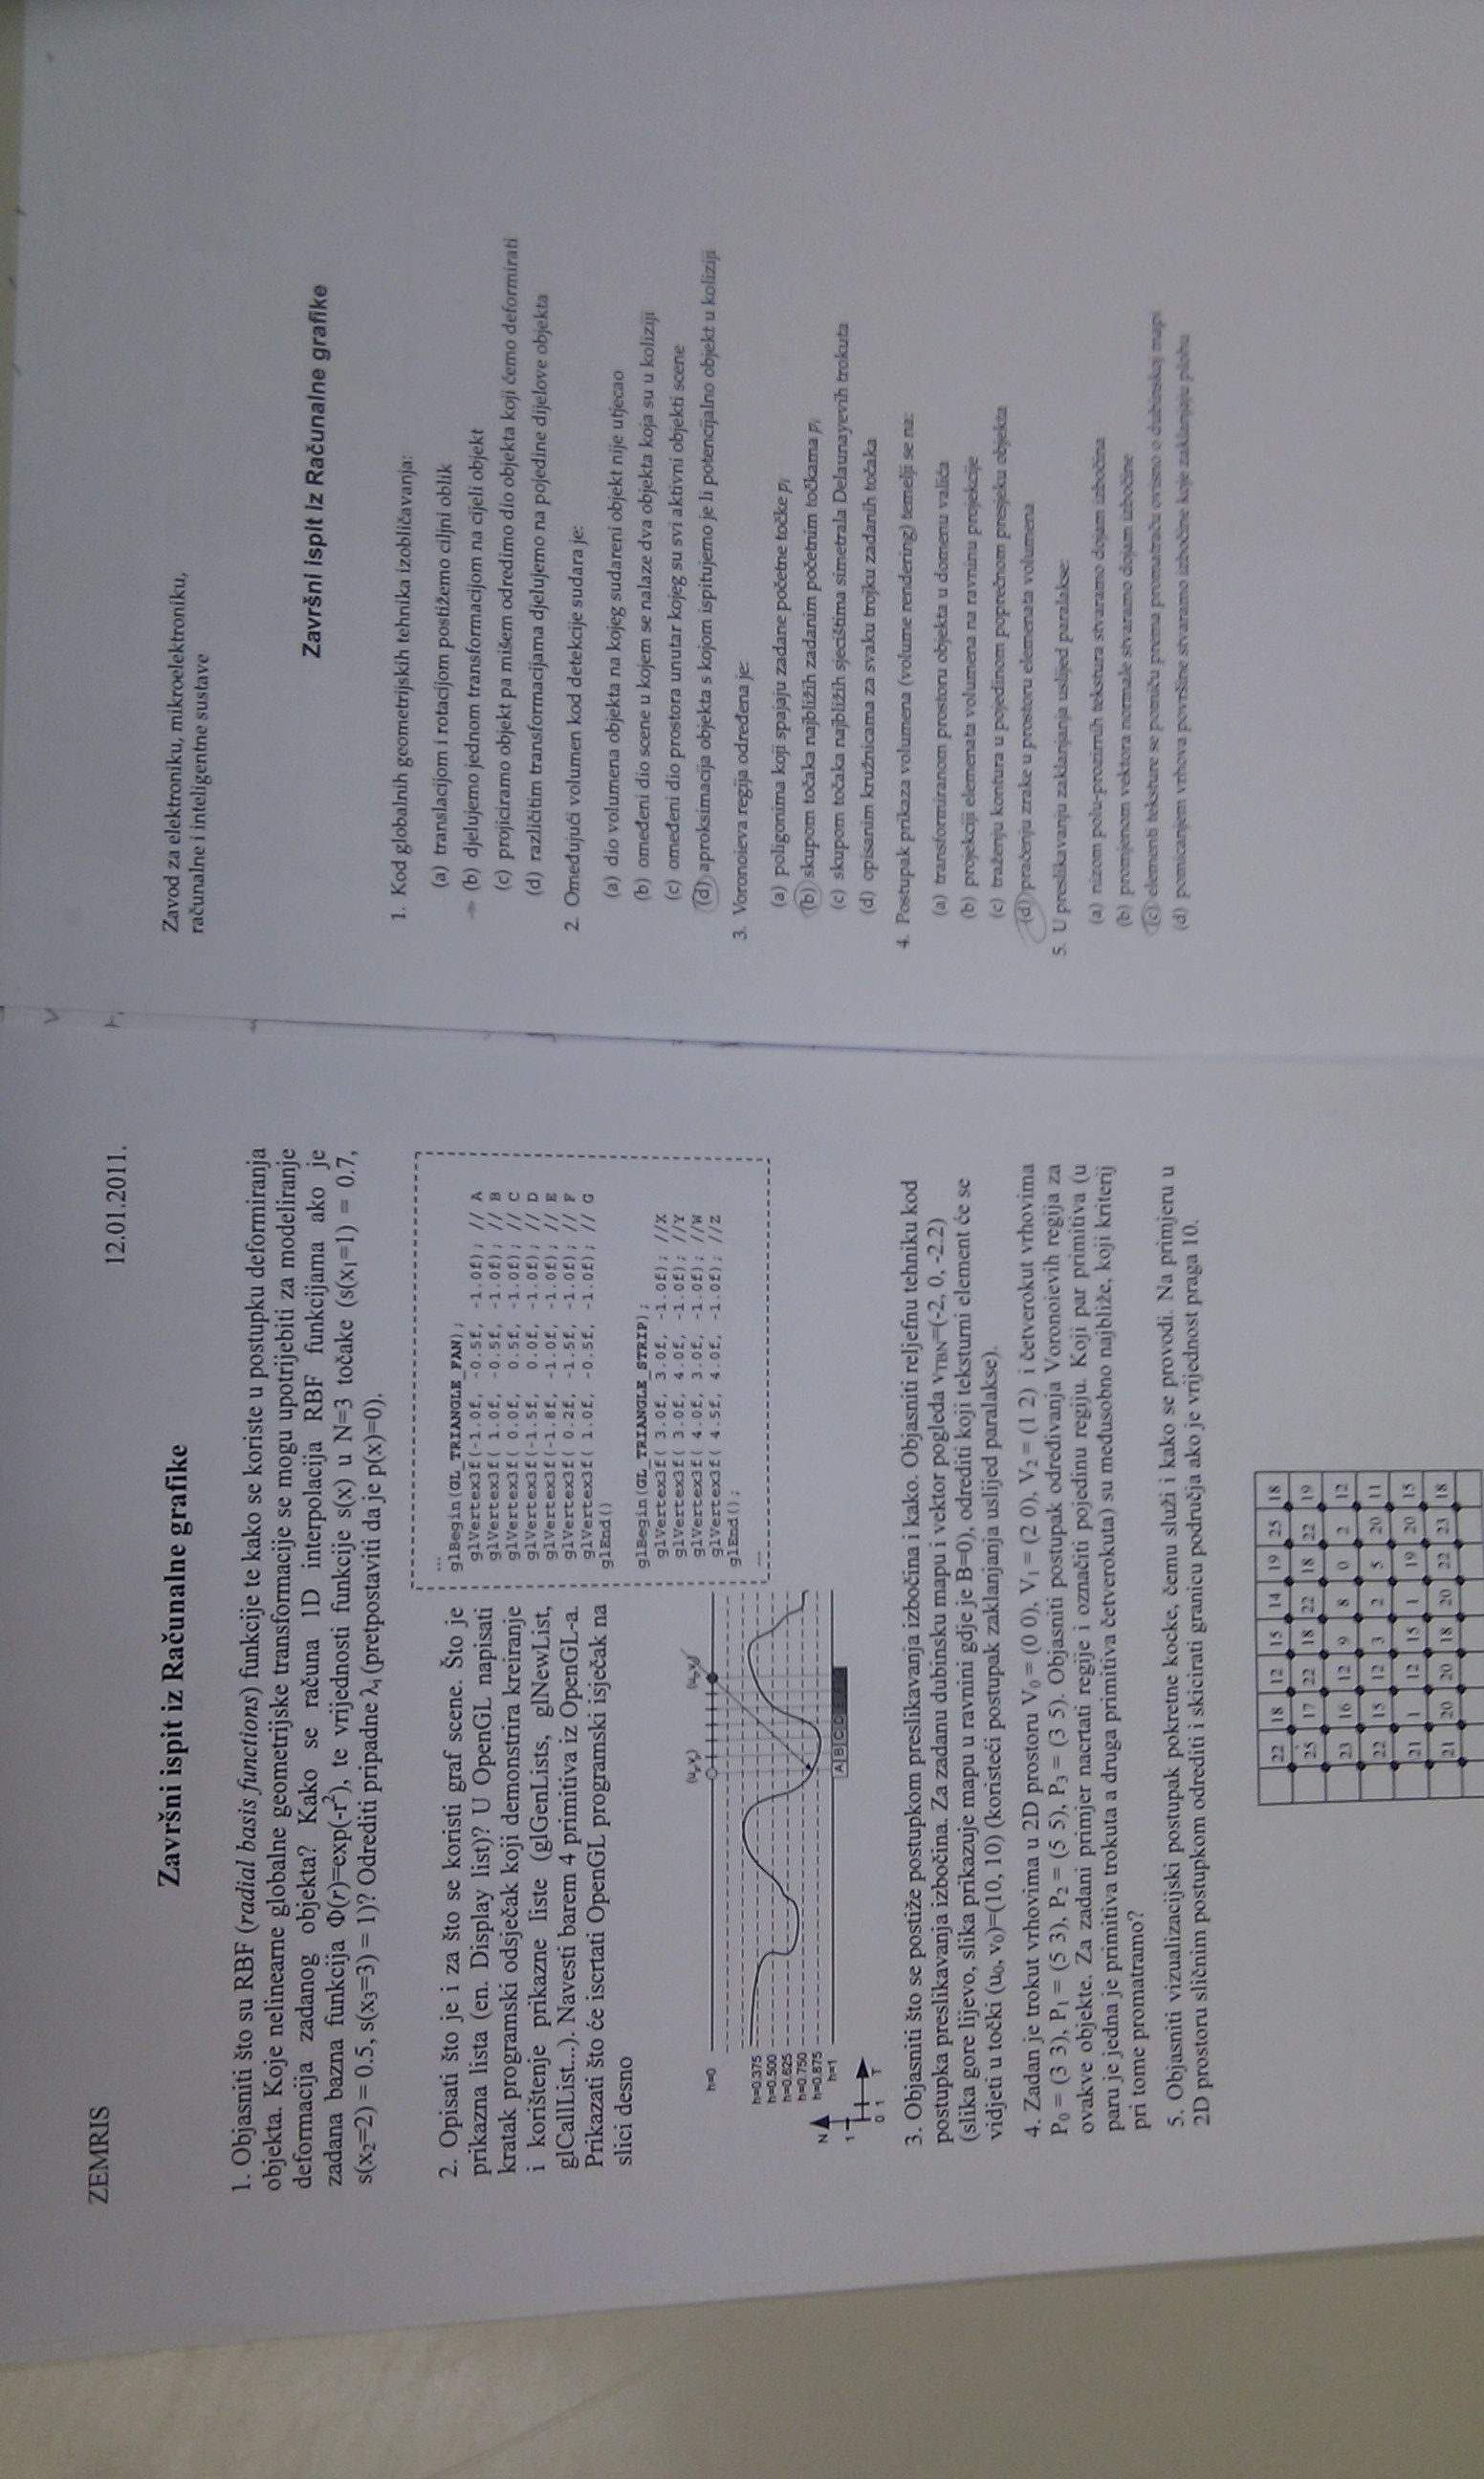 ZEMRIS
12.01.2011.
Završni ispit iz Računalne grafike
1. Objasniti što su RBF (radial basis functions) funkcije te kako se koriste u postupku deformiranja
objekta. Koje nelinearne globalne geometrijske transformacije se mogu upotrijebiti za modeliranje
deformacija zadanog objekta? Kako se računa 1D interpolacija RBF funkcijama ako je
zadana bazna funkcija Φ(r)=exp(-r²), te vrijednosti funkcije s(x) u N=3 točake (s(x₁=1) = 0.7,
s(x₂=2) = 0.5, s(x₃=3) = 1)? Odrediti pripadne λᵢ (pretpostaviti da je p(x)=0).
2. Opisati što je i za što se koristi graf scene. Što je
prikazna lista (en. Display list)? U OpenGL napisati
kratak programski odsječak koji demonstrira kreiranje
i korištenje prikazne liste (glGenLists, glNewList,
glCallList...). Navesti barem 4 primitiva iz OpenGL-a.
Prikazati što će iscrtati OpenGL programski isječak na
slici desno
...
glBegin(GL_TRIANGLE_FAN);
glVertex3f(-1.0f, -0.5f, -1.0f); // A
glVertex3f( 1.0f, -0.5f, -1.0f); // B
glVertex3f( 0.0f, 0.5f, -1.0f); // C
glVertex3f(-1.5f, 0.0f, -1.0f); // D
glVertex3f(-1.8f, -1.0f, -1.0f); // E
glVertex3f( 0.2f, -1.5f, -1.0f); // F
glVertex3f( 1.0f, -0.5f, -1.0f); // G
glEnd()
glBegin(GL_TRIANGLE_STRIP);
glVertex3f( 3.0f, 3.0f, -1.0f); //X
glVertex3f( 3.0f, 4.0f, -1.0f); //Y
glVertex3f( 4.0f, 3.0f, -1.0f); //W
glVertex3f( 4.5f, 4.0f, -1.0f); //Z
glEnd();
...
h=0
h=0.375
h=0.500
h=0.625
h=0.750
h=0.875
h=1
N
1
0 1 T
A B C D
3. Objasniti što se postiže postupkom preslikavanja izbočina i kako. Objasniti reljefnu tehniku kod
postupka preslikavanja izbočina. Za zadanu dubinsku mapu i vektor pogleda v_TBN=(-2, 0, -2.2)
(slika gore lijevo, slika prikazuje mapu u ravnini gdje je B=0), odrediti koji teksturni element će se
vidjeti u točki (u₀, v₀)=(10, 10) (koristeći postupak zaklanjanja uslijed paralakse).
4. Zadan je trokut vrhovima u 2D prostoru V₀ = (0 0), V₁ = (2 0), V₂ = (1 2) i četverokut vrhovima
P₀ = (3 3), P₁ = (5 3), P₂ = (5 5), P₃ = (3 5). Objasniti postupak određivanja Voronoievih regija za
ovakve objekte. Za zadani primjer nacrtati regije i označiti pojedinu regiju. Koji par primitiva (u
paru je jedna je primitiva trokuta a druga primitiva četverokuta) su međusobno najbliže, koji kriterij
pri tome promatramo?
5. Objasniti vizualizacijski postupak pokretne kocke, čemu služi i kako se provodi. Na primjeru u
2D prostoru sličnim postupkom odrediti i skicirati granicu područja ako je vrijednost praga 10.
22 18 12 15 14 19 25 18
25 17 22 18 22 18 22 19
23 16 12 9 8 0 2 12
22 15 12 3 2 5 20 11
21 1 12 15 1 19 20 15
21 20 20 18 20 22 23 18
Zavod za elektroniku, mikroelektroniku,
računalne i inteligentne sustave
Završni ispit iz Računalne grafike
1. Kod globalnih geometrijskih tehnika izobličavanja:
(a) translacijom i rotacijom postižemo ciljni oblik
(b) djelujemo jednom transformacijom na cijeli objekt
(c) projiciramo objekt pa mišem odredimo dio objekta koji ćemo deformirati
(d) različitim transformacijama djelujemo na pojedine dijelove objekta
2. Omeđujući volumen kod detekcije sudara je:
(a) dio volumena objekta na kojeg sudareni objekt nije utjecao
(b) omeđeni dio scene u kojem se nalaze dva objekta koja su u koliziji
(c) omeđeni dio prostora unutar kojeg su svi aktivni objekti scene
(d) aproksimacija objekta s kojom ispitujemo je li potencijalno objekt u koliziji
3. Voronoieva regija određena je:
(a) poligonima koji spajaju zadane početne točke pᵢ
(b) skupom točaka najbližih zadanim početnim točkama pᵢ
(c) skupom točaka najbližih sjecištima simetrala Delaunayevih trokuta
(d) opisanim kružnicama za svaku trojku zadanih točaka
4. Postupak prikaza volumena (volume rendering) temelji se na:
(a) transformiranom prostoru objekta u domenu valića
(b) projekciji elemenata volumena na ravninu projekcije
(c) traženju kontura u pojedinom poprečnom presjeku objekta
(d) praćenju zrake u prostoru elemenata volumena
5. U preslikavanju zaklanjanja uslijed paralakse:
(a) nizom polu-prozirnih tekstura stvaramo dojam izbočina
(b) promjenom vektora normale stvaramo dojam izbočine
(c) elementi teksture se pomiču prema promatraču ovisno o dubinskoj mapi
(d) pomicanjem vrhova površine stvaramo izbočine koje zaklanjaju plohu